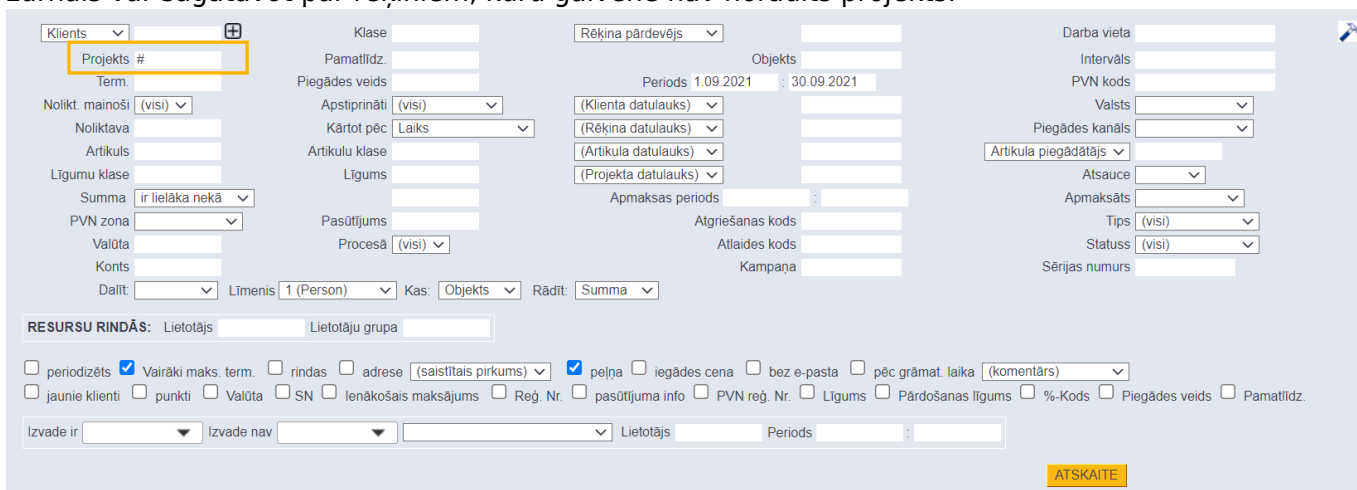 Klients Klase Rēķina pārdevējs Darba vieta
Projekts # Pamatlīdz. Objekts Intervāls
Term. Piegādes veids Periods 1.09.2021 : 30.09.2021 PVN kods
Nolikt. mainoši (visi) Apstiprināti (visi) (Klienta datulauks) Valsts
Noliktava Kārtot pēc Laiks (Rēķina datulauks) Piegādes kanāls
Artikuls Artikulu klase (Artikula datulauks) Artikula piegādātājs
Līgumu klase Līgums (Projekta datulauks) Atsauce
Summa ir lielāka nekā Apmaksas periods : Apmaksāts
PVN zona Pasūtījums Atgriešanas kods Tips (visi)
Valūta Procesā (visi) Atlaides kods Statuss (visi)
Konts Kampaņa Sērijas numurs
Dalīt: Līmenis 1 (Person) Kas: Objekts Rādīt: Summa
RESURSU RINDĀS: Lietotājs Lietotāju grupa
periodizēts Vairāki maks. term. rindas adrese (saistītais pirkums) peļņa iegādes cena bez e-pasta pēc grāmat. laika (komentārs)
jaunie klienti punkti Valūta SN Ienākošais maksājums Reģ. Nr. pasūtījuma info PVN reģ. Nr. Līgums Pārdošanas līgums %-Kods Piegādes veids Pamatlīdz.
Izvade ir Izvade nav Lietotājs Periods :
ATSKAITE